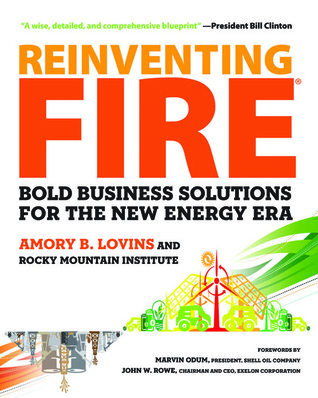 “A wise, detailed, and comprehensive blueprint” —President Bill Clinton
REINVENTING
FIRE®
BOLD BUSINESS SOLUTIONS
FOR THE NEW ENERGY ERA
AMORY B. LOVINS AND
ROCKY MOUNTAIN INSTITUTE
FOREWORDS BY
MARVIN ODUM, PRESIDENT, SHELL OIL COMPANY
JOHN W. ROWE, CHAIRMAN AND CEO, EXELON CORPORATION